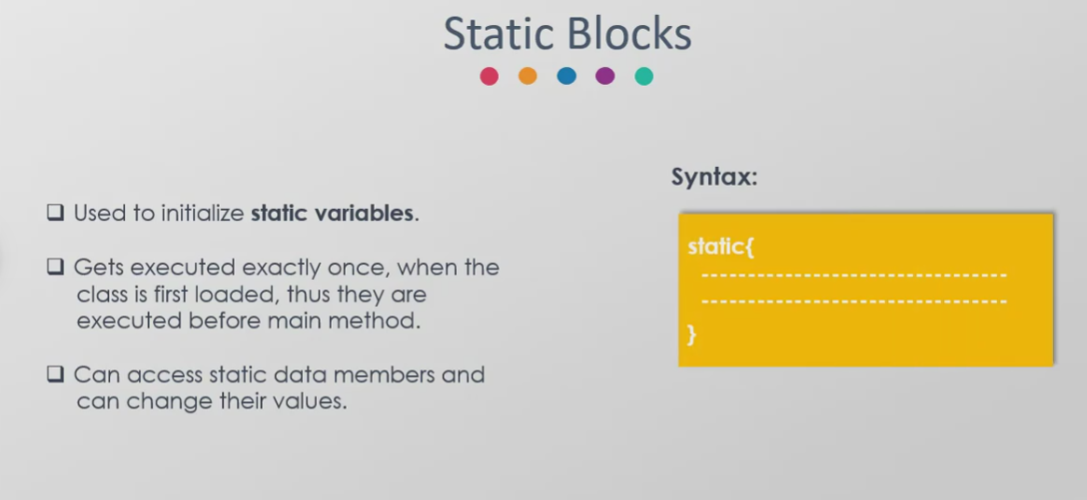 Static Blocks
❑ Used to initialize static variables.
❑ Gets executed exactly once, when the
class is first loaded, thus they are
executed before main method.
❑ Can access static data members and
can change their values.
Syntax:
static{
---------------------------------
---------------------------------
}